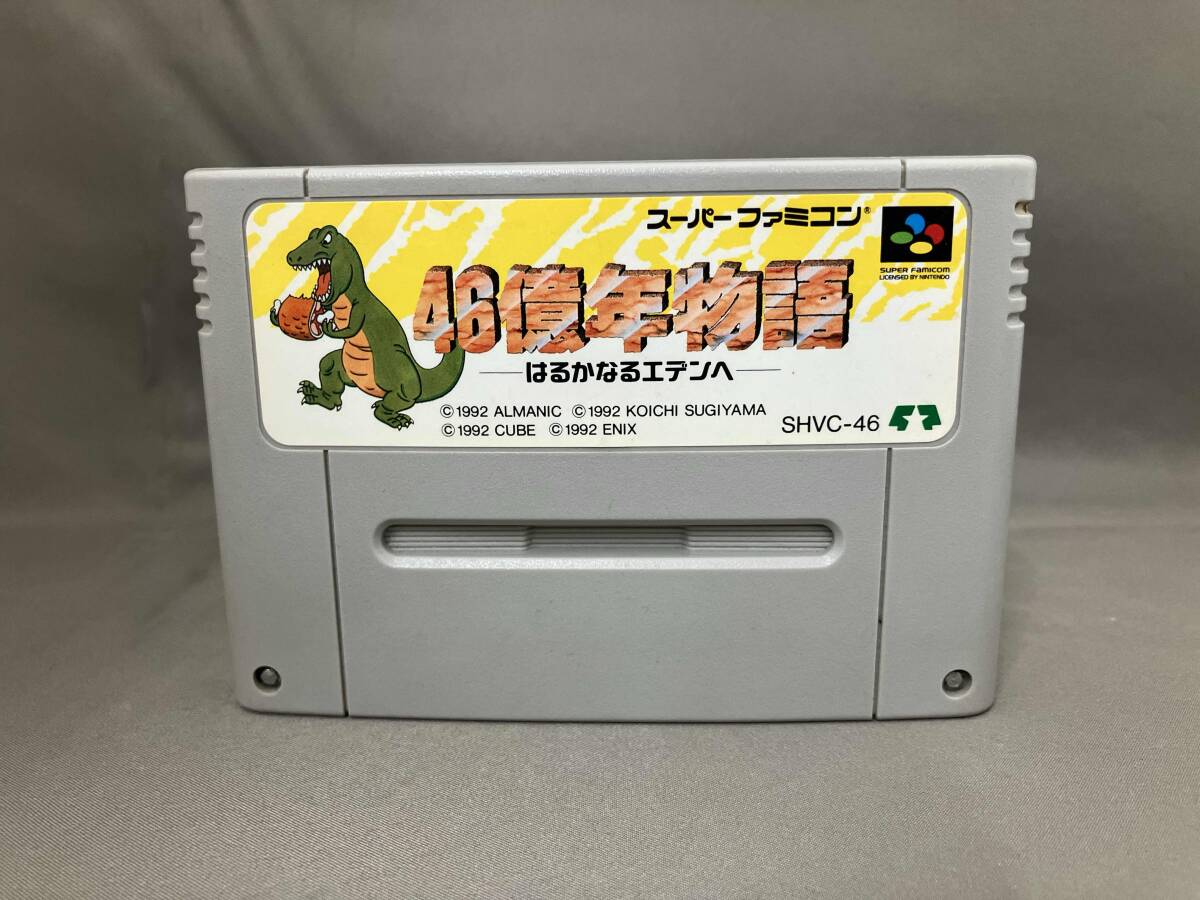 スーパーファミコン®
SUPER FAMICOM
LICENSED BY NINTENDO
46億年物語
はるかなるエデンへ
©1992 ALMANIC ©1992 KOICHI SUGIYAMA
©1992 CUBE ©1992 ENIX
SHVC-46